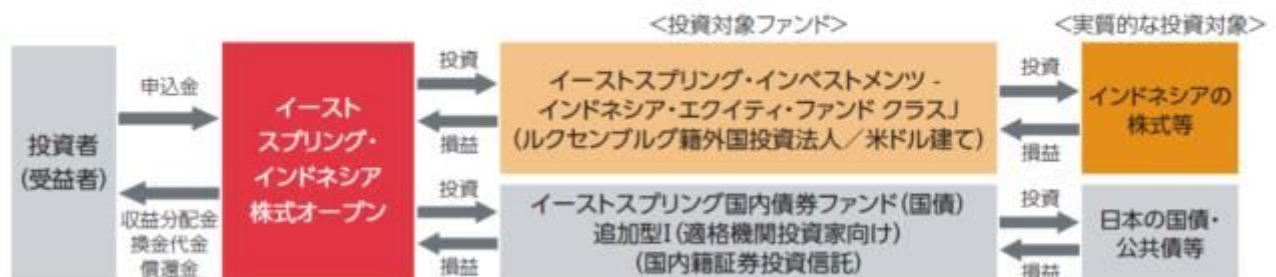 <投資対象ファンド>
<実質的な投資対象>
投資者
(受益者)
申込金
収益分配金
換金代金
償還金
イースト
スプリング・
インドネシア
株式オープン
投資
損益
投資
損益
イーストスプリング・インベストメンツ -
インドネシア・エクイティ・ファンド クラスJ
(ルクセンブルグ籍外国投資法人／米ドル建て)
イーストスプリング国内債券ファンド(国債)
追加型I(適格機関投資家向け)
(国内籍証券投資信託)
投資
損益
投資
損益
インドネシアの
株式等
日本の国債・
公共債等